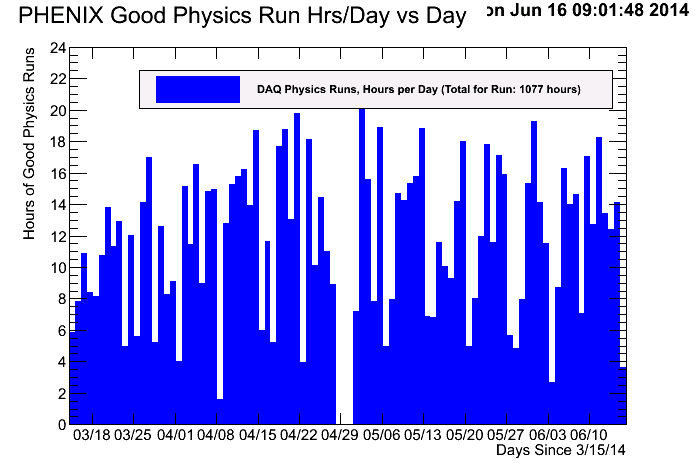 PHENIX Good Physics Run Hrs/Day vs Day
on Jun 16 09:01:48 2014
Hours of Good Physics Runs
24
22
20
18
16
14
12
10
8
6
4
2
0
DAQ Physics Runs, Hours per Day (Total for Run: 1077 hours)
03/18 03/25 04/01 04/08 04/15 04/22 04/29 05/06 05/13 05/20 05/27 06/03 06/10
Days Since 3/15/14